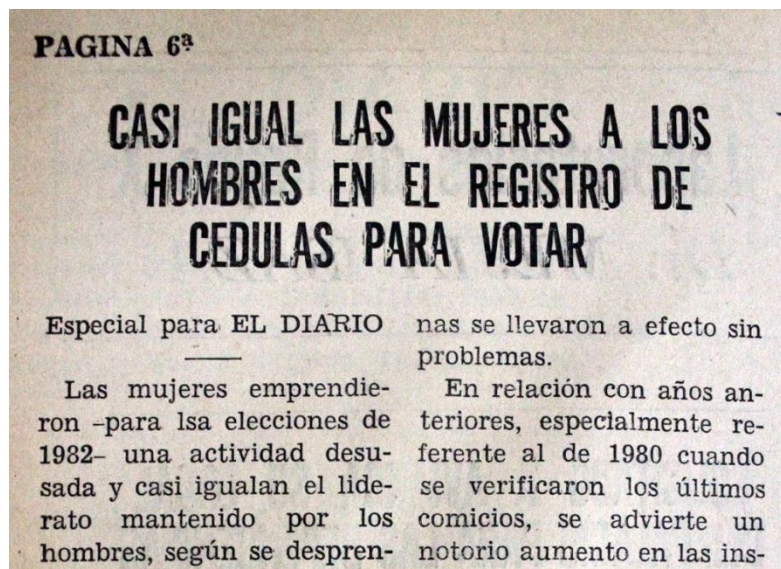 PAGINA 6ª
CASI IGUAL LAS MUJERES A LOS
HOMBRES EN EL REGISTRO DE
CEDULAS PARA VOTAR
Especial para EL DIARIO
Las mujeres emprendie-
ron -para lsa elecciones de
1982- una actividad desu-
sada y casi igualan el lide-
rato mantenido por los
hombres, según se despren-
nas se llevaron a efecto sin
problemas.
En relación con años an-
teriores, especialmente re-
ferente al de 1980 cuando
se verificaron los últimos
comicios, se advierte un
notorio aumento en las ins-